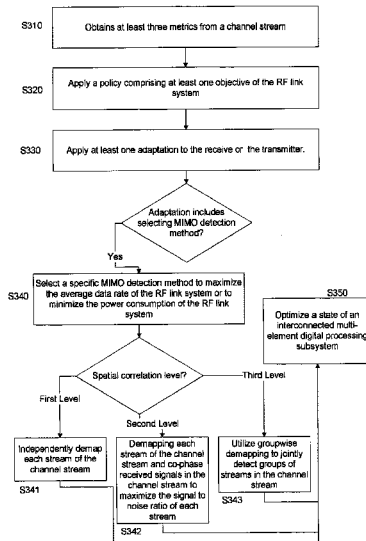 S310
Obtains at least three metrics from a channel stream
S320
Apply a policy comprising at least one objective of the RF link
system
S330
Apply at least one adaptation to the receive or the transmitter.
Adaptation includes
selecting MIMO detection
method?
Yes
S340
Select a specific MIMO detection method to maximize
the average data rate of the RF link system or to
minimize the power consumption of the RF link
system
S350
Optimize a state of an
interconnected multi-
element digital processing
subsystem
Spatial correlation level?
First Level
Second Level
Third Level
Independently demap
each stream of the
channel stream
S341
Demapping each
stream of the channel
stream and co-phase
received signals in the
channel stream to
maximize the signal to
noise ratio of each
stream
S342
Utilize groupwise
demapping to jointly
detect groups of
streams in the channel
stream
S343